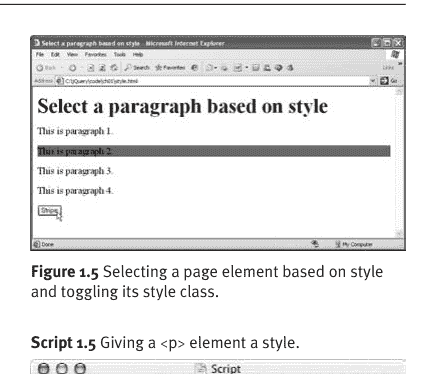 Select a paragraph based on style - Microsoft Internet Explorer
File Edit View Favorites Tools Help
Back Search Favorites
Address C:\jQuery\code\ch01\style.html Go Links
Select a paragraph based on style
This is paragraph 1.
This is paragraph 2.
This is paragraph 3.
This is paragraph 4.
Stripe
Done My Computer
Figure 1.5 Selecting a page element based on style
and toggling its style class.
Script 1.5 Giving a <p> element a style.
Script